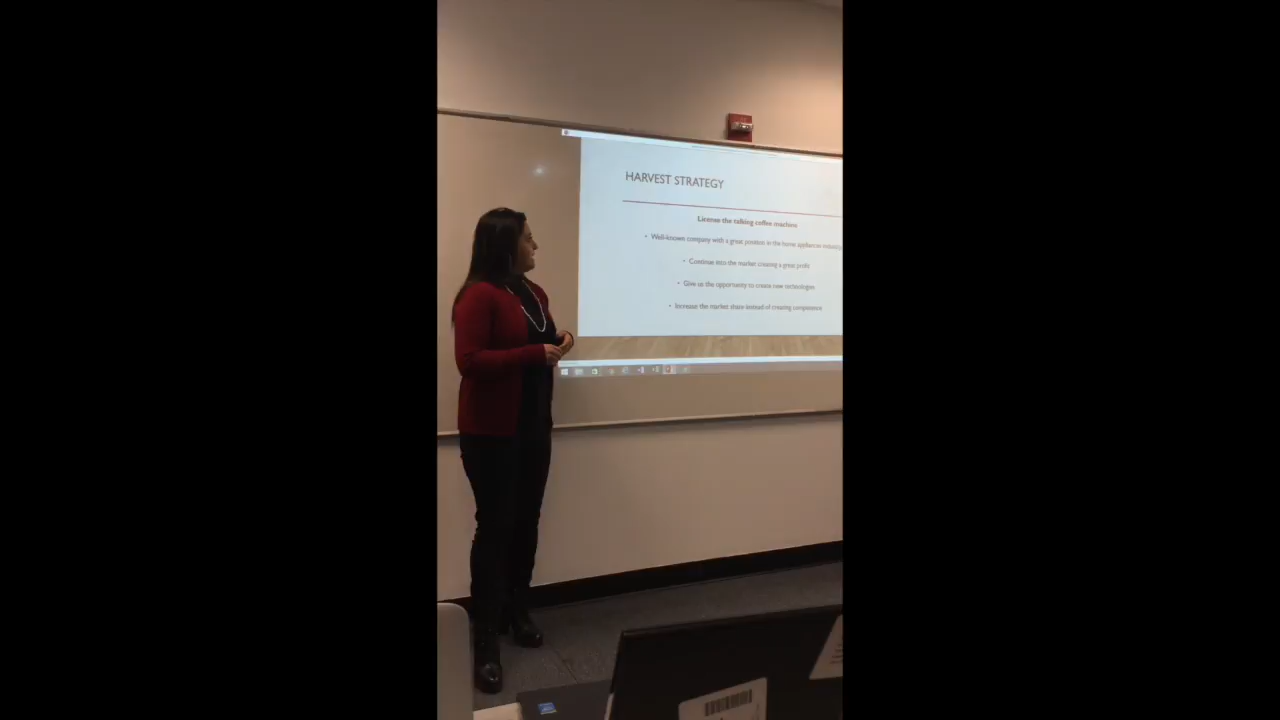 HARVEST STRATEGY
License the talking coffee machine
• Well-known company with a great position in the home appliances industry
• Continue into the market creating a great profit
• Give us the opportunity to create new technologies
• Increase the market share instead of creating competence